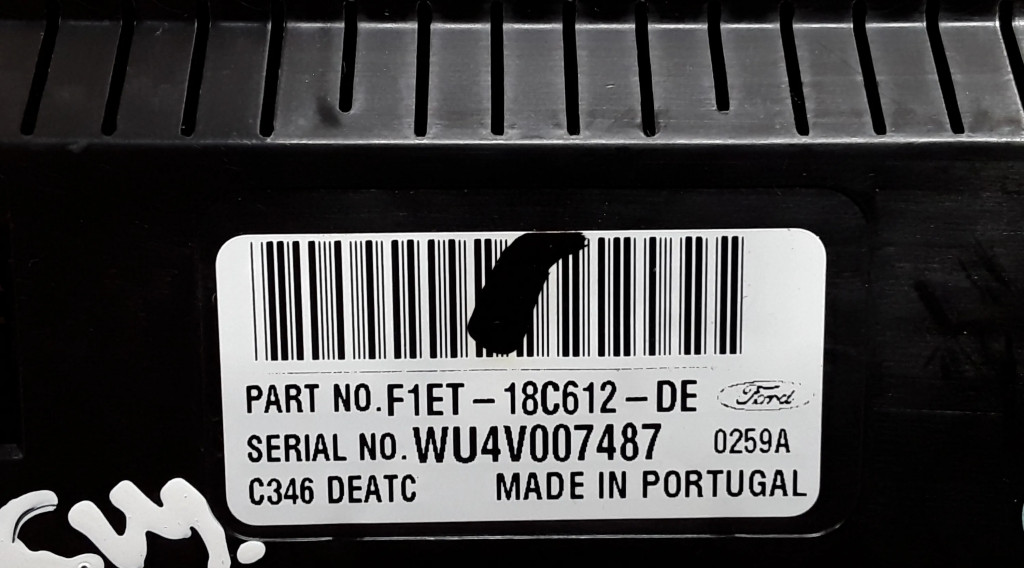 PART NO. F1ET-18C612-DE Ford
SERIAL NO. WU4V007487 0259A
C346 DEATC MADE IN PORTUGAL